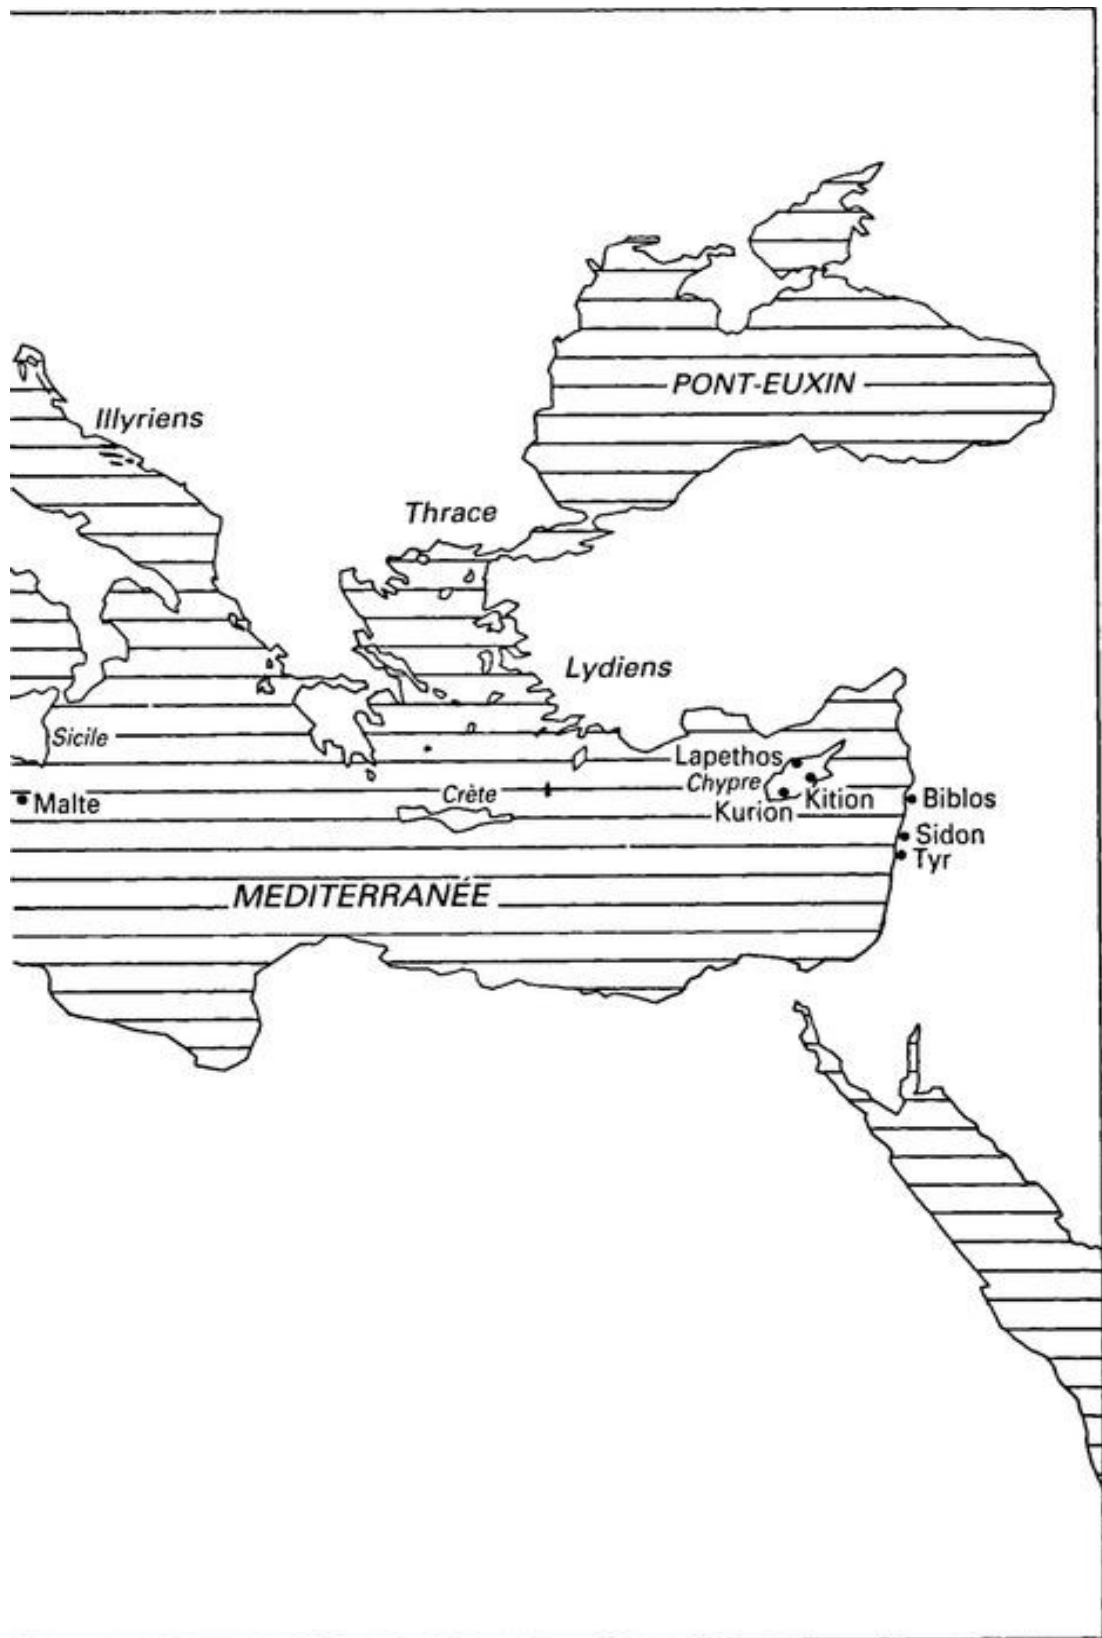 PONT-EUXIN
Illyriens
Thrace
Lydiens
Sicile
Lapethos
Chypre
Malte
Crète
Kurion
Kition
Biblos
Sidon
Tyr
MEDITERRANÉE